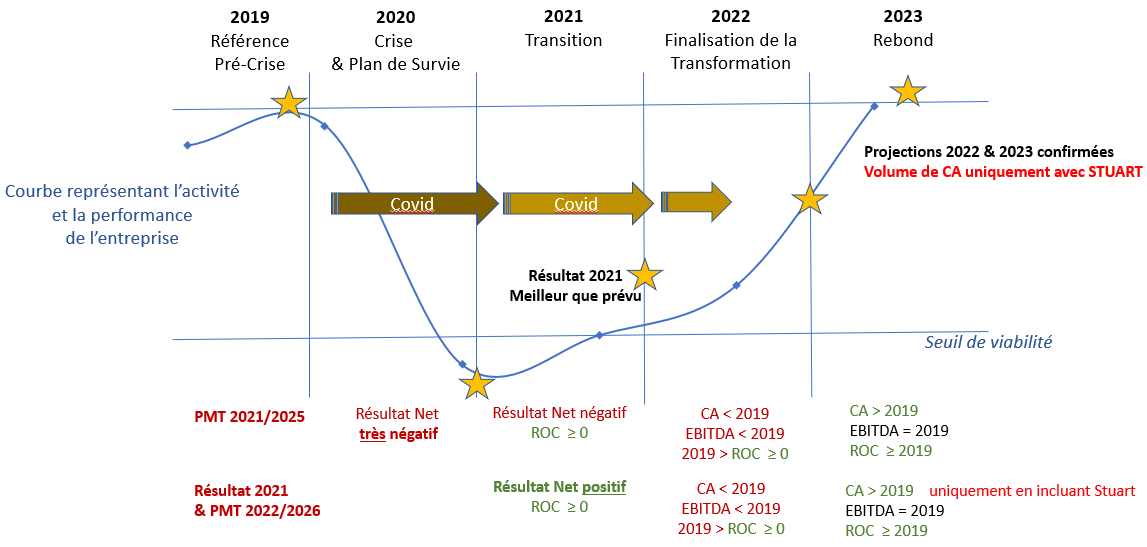 2019
Référence
Pré-Crise
2020
Crise
& Plan de Survie
2021
Transition
2022
Finalisation de la
Transformation
2023
Rebond
Courbe représentant l’activité
et la performance
de l’entreprise
Covid
Covid
Projections 2022 & 2023 confirmées
Volume de CA uniquement avec STUART
Résultat 2021
Meilleur que prévu
Seuil de viabilité
PMT 2021/2025
Résultat Net
très négatif
Résultat Net négatif
ROC ≥ 0
CA < 2019
EBITDA < 2019
2019 > ROC ≥ 0
CA > 2019
EBITDA = 2019
ROC ≥ 2019
Résultat 2021
& PMT 2022/2026
Résultat Net positif
ROC ≥ 0
CA < 2019
EBITDA < 2019
2019 > ROC ≥ 0
CA > 2019 uniquement en incluant Stuart
EBITDA = 2019
ROC ≥ 2019